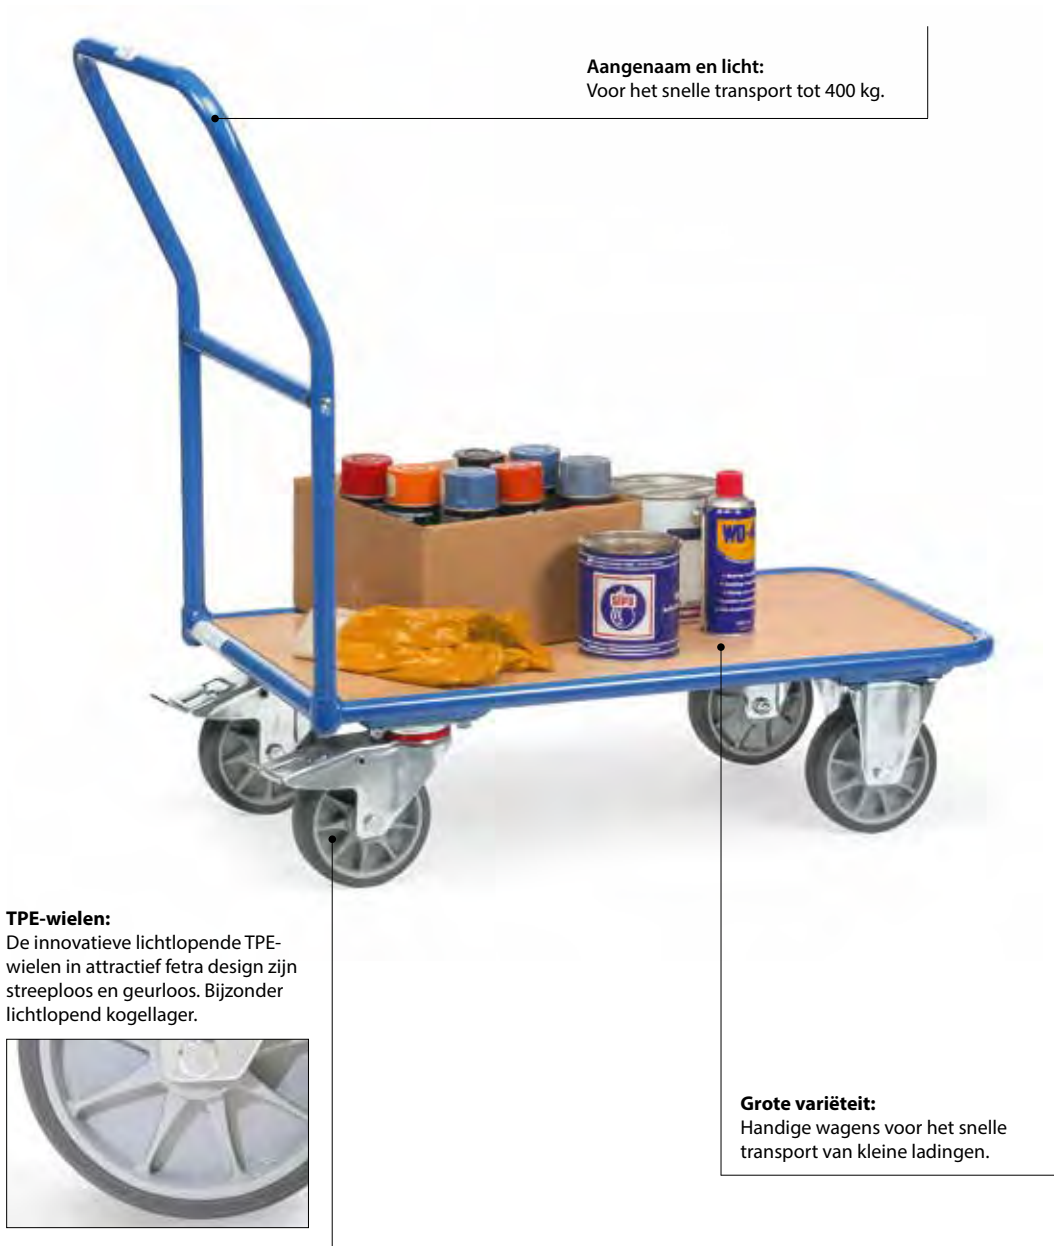 Aangenaam en licht:
Voor het snelle transport tot 400 kg.
WD-4
TPE-wielen:
De innovatieve lichtlopende TPE-
wielen in attractief fetra design zijn
streeploos en geurloos. Bijzonder
lichtlopend kogellager.
Grote variëteit:
Handige wagens voor het snelle
transport van kleine ladingen.